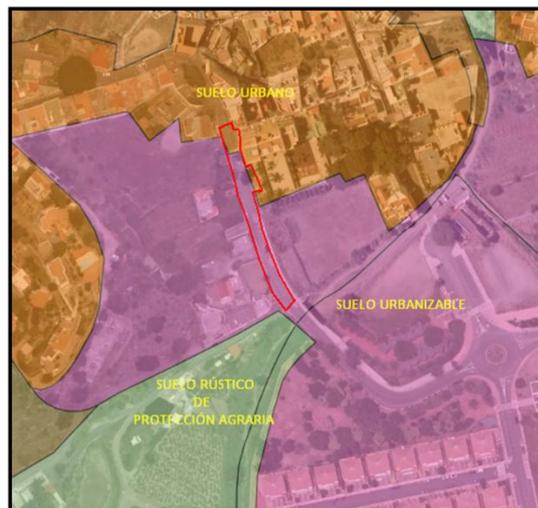 SUELO URBANO
SUELO URBANIZABLE
SUELO RÚSTICO
DE
PROTECCIÓN AGRARIA